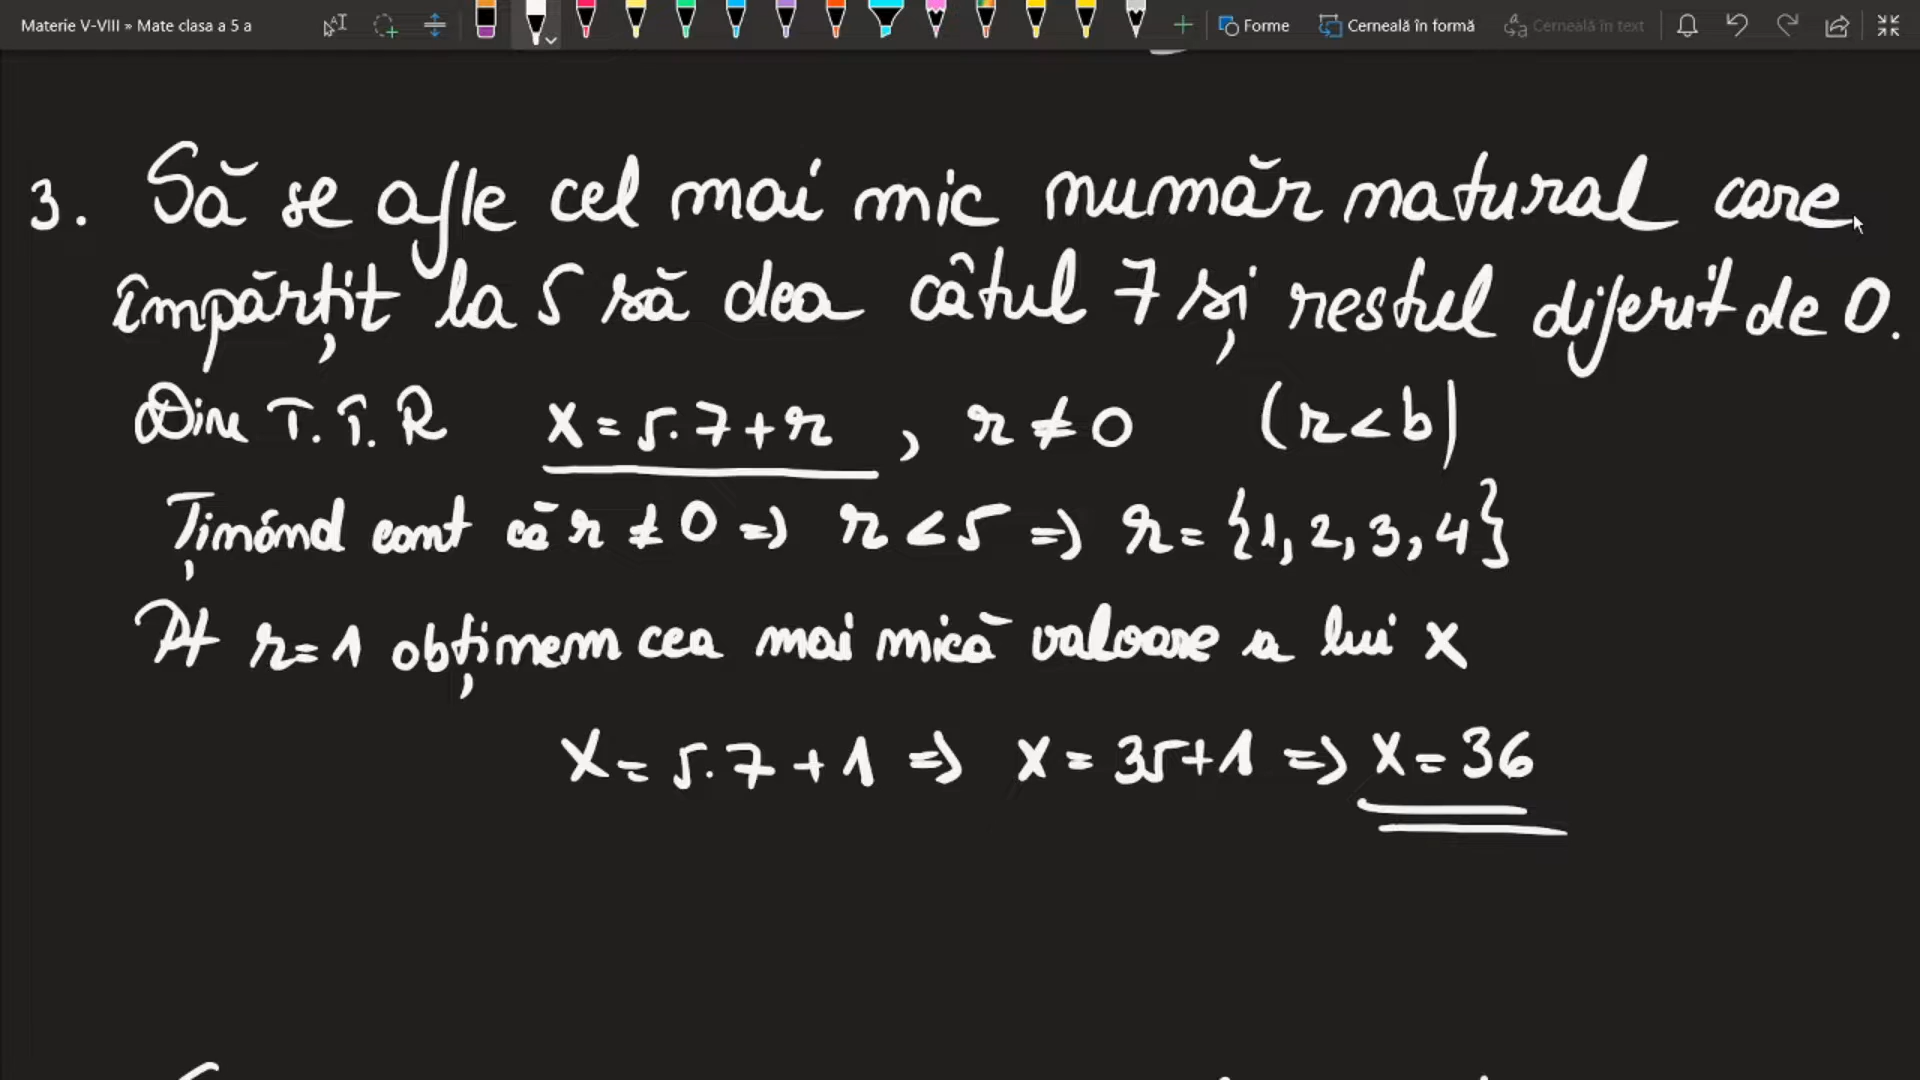 Materie V-VIII » Mate clasa a 5 a
Forme
Cerneală în formă
Cerneală în text
3. Să se afle cel mai mic număr natural care
împărțit la 5 să dea câtul 7 și restul diferit de 0.
Din T.Î.R x = 5.7+r , r ≠ 0 (r < b)
Ținând cont că r ≠ 0 => r < 5 => r = {1, 2, 3, 4}
Pt r=1 obținem cea mai mică valoare a lui x
x = 5.7 + 1 => x = 35+1 => x = 36